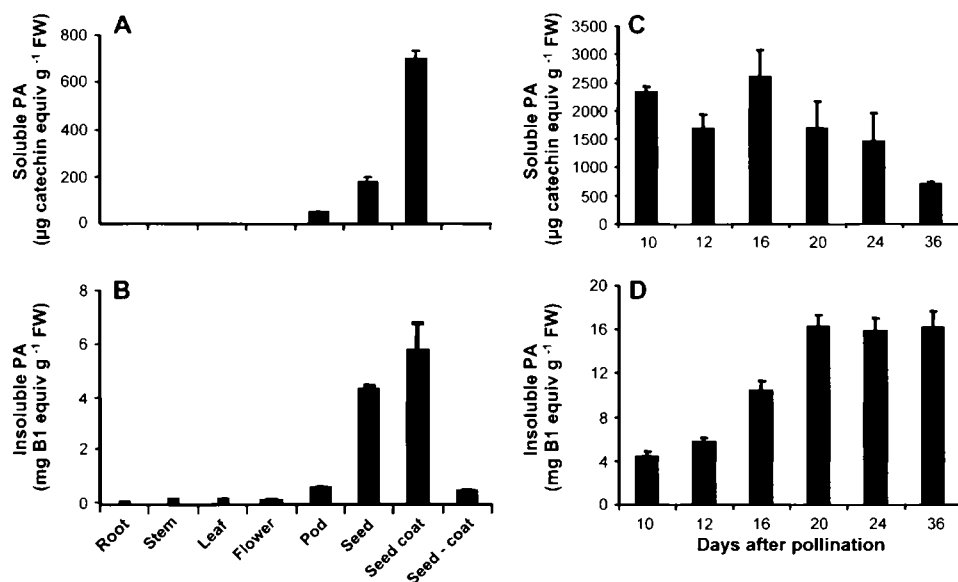 A
Soluble PA
(µg catechin equiv g -1 FW)
800
600
400
200
0
B
Insoluble PA
(mg B1 equiv g -1 FW)
8
6
4
2
0
Root
Stem
Leaf
Flower
Pod
Seed
Seed coat
Seed - coat
C
Soluble PA
(µg catechin equiv g -1 FW)
3500
3000
2500
2000
1500
1000
500
0
10 12 16 20 24 36
D
Insoluble PA
(mg B1 equiv g -1 FW)
20
16
12
8
4
0
10 12 16 20 24 36
Days after pollination